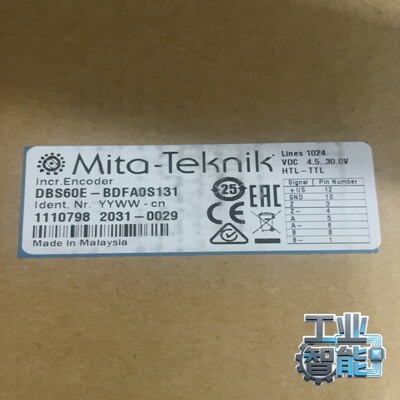 Mita-Teknik
Incr.Encoder
DBS60E-BDFA0S131
Ident. Nr. YYWW-cn
1110798 2031-0029
Made in Malaysia
25
EAC
Lines 1024
VDC 4.5..30.0V
HTL-TTL
Signal Pin Number
+US 12
GND 10
Z 3
Z- 4
A 5
A- 6
B 8
B- 1
工业
智能